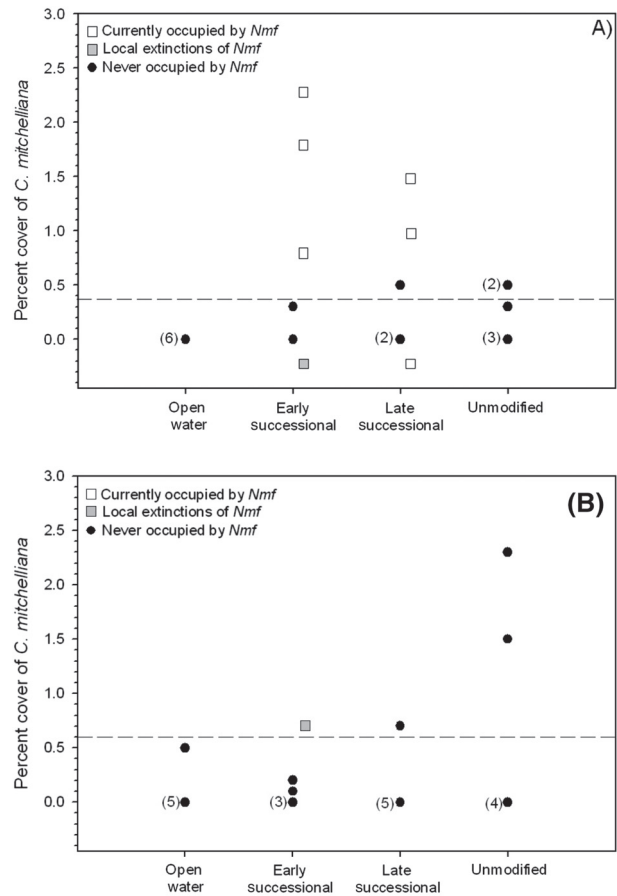 A)
Currently occupied by Nmf
Local extinctions of Nmf
Never occupied by Nmf
Percent cover of C. mitchelliana
3.0
2.5
2.0
1.5
1.0
0.5
0.0
(2)
(6)
(2)
(3)
Open water
Early successional
Late successional
Unmodified
(B)
Currently occupied by Nmf
Local extinctions of Nmf
Never occupied by Nmf
Percent cover of C. mitchelliana
3.0
2.5
2.0
1.5
1.0
0.5
0.0
(5)
(3)
(5)
(4)
Open water
Early successional
Late successional
Unmodified